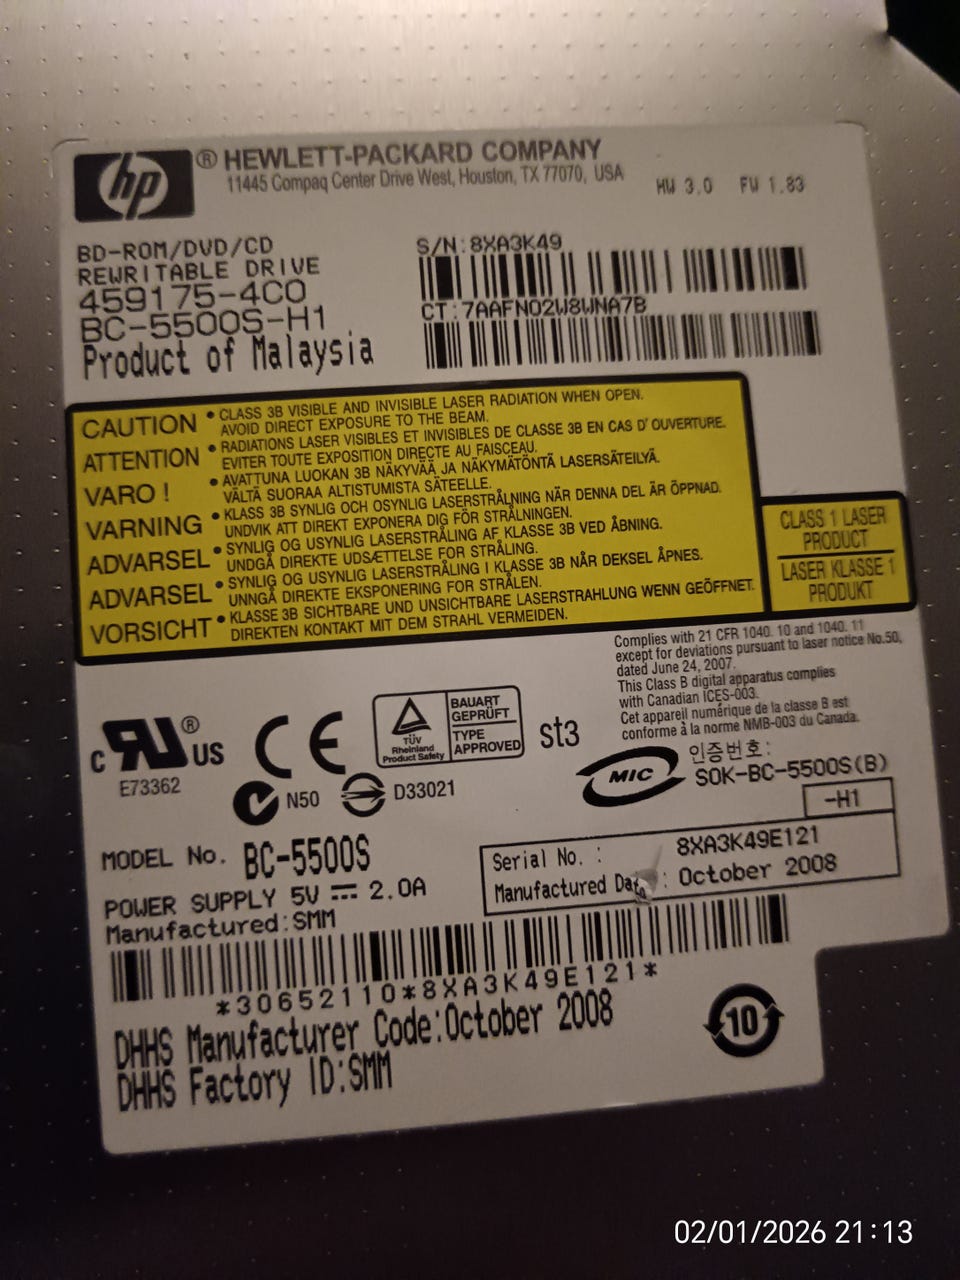 hp ® HEWLETT-PACKARD COMPANY
11445 Compaq Center Drive West, Houston, TX 77070, USA
HW 3.0 FW 1.83
BD-ROM/DVD/CD
REWRITABLE DRIVE
459175-4C0
BC-5500S-H1
Product of Malaysia
S/N:8XA3K49
CT:7AAFN02W8WNA7B
CAUTION • CLASS 3B VISIBLE AND INVISIBLE LASER RADIATION WHEN OPEN.
AVOID DIRECT EXPOSURE TO THE BEAM.
ATTENTION • RADIATIONS LASER VISIBLES ET INVISIBLES DE CLASSE 3B EN CAS D' OUVERTURE.
EVITER TOUTE EXPOSITION DIRECTE AU FAISCEAU.
VARO ! • AVATTUNA LUOKAN 3B NÄKYVÄÄ JA NÄKYMÄTÖNTÄ LASERSÄTEILYÄ.
VÄLTÄ SUORAA ALTISTUMISTA SÄTEELLE.
VARNING • KLASS 3B SYNLIG OCH OSYNLIG LASERSTRÅLNING NÄR DENNA DEL ÄR ÖPPNAD.
UNDVIK ATT DIREKT EXPONERA DIG FÖR STRÅLNINGEN.
ADVARSEL • SYNLIG OG USYNLIG LASERSTRÅLING AF KLASSE 3B VED ÅBNING.
UNDGÅ DIREKTE UDSÆTTELSE FOR STRÅLING.
ADVARSEL • SYNLIG OG USYNLIG LASERSTRÅLING I KLASSE 3B NÅR DEKSEL ÅPNES.
UNNGÅ DIREKTE EKSPONERING FOR STRÅLEN.
VORSICHT • KLASSE 3B SICHTBARE UND UNSICHTBARE LASERSTRAHLUNG WENN GEÖFFNET.
DIREKTEN KONTAKT MIT DEM STRAHL VERMEIDEN.
CLASS 1 LASER
PRODUCT
LASER KLASSE 1
PRODUKT
Complies with 21 CFR 1040. 10 and 1040. 11
except for deviations pursuant to laser notice No.50,
dated June 24, 2007.
This Class B digital apparatus complies
with Canadian ICES-003.
Cet appareil numérique de la classe B est
conforme à la norme NMB-003 du Canada.
c RU ® US
E73362
CE
TÜV
Rheinland
Product Safety
BAUART
GEPRÜFT
TYPE
APPROVED
st3
N50
D33021
MIC
인증번호:
SOK-BC-5500S(B)
-H1
MODEL No. BC-5500S
POWER SUPPLY 5V ⎓ 2.0A
Manufactured:SMM
Serial No. : 8XA3K49E121
Manufactured Da : October 2008
*30652110*8XA3K49E121*
DHHS Manufacturer Code:October 2008
DHHS Factory ID:SMM
10
02/01/2026 21:13